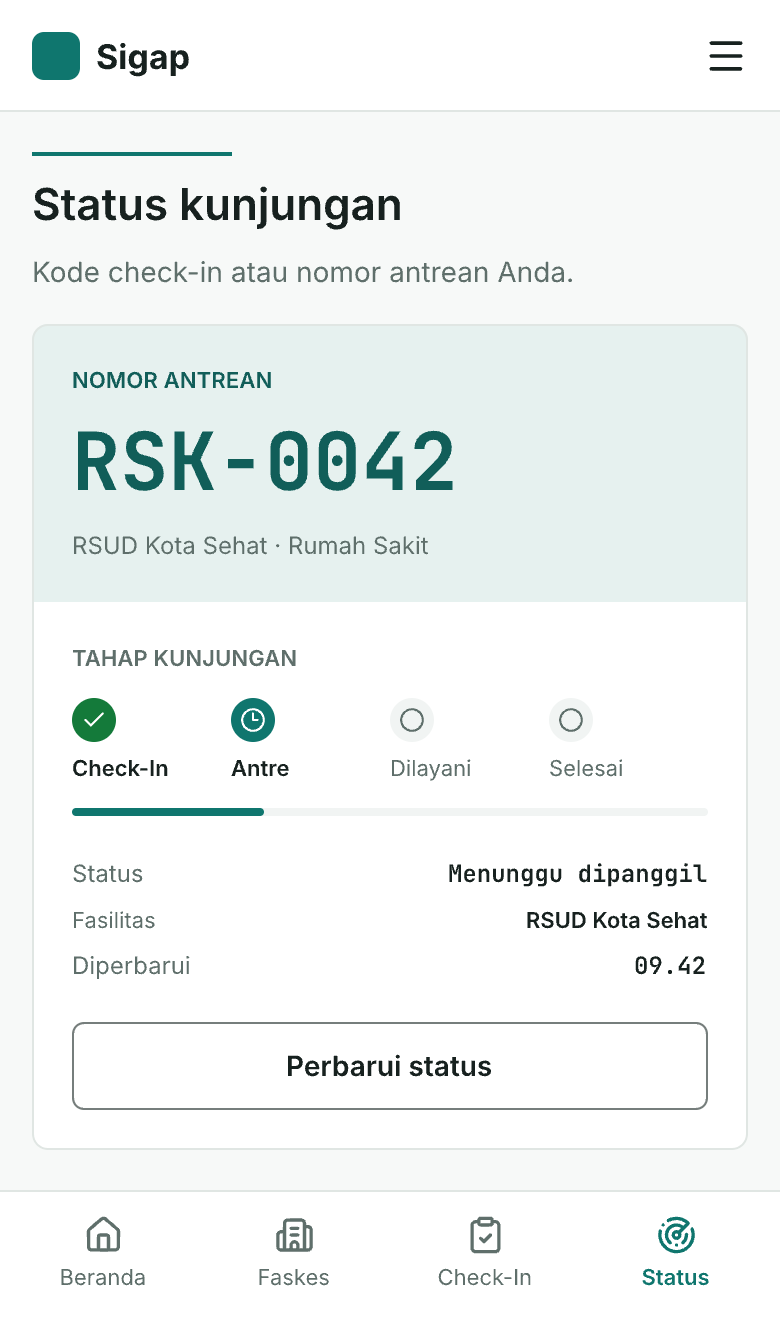 Sigap
Status kunjungan
Kode check-in atau nomor antrean Anda.
NOMOR ANTREAN
RSK-0042
RSUD Kota Sehat · Rumah Sakit
TAHAP KUNJUNGAN
Check-In Antre Dilayani Selesai
Status Menunggu dipanggil
Fasilitas RSUD Kota Sehat
Diperbarui 09.42
Perbarui status
Beranda Faskes Check-In Status